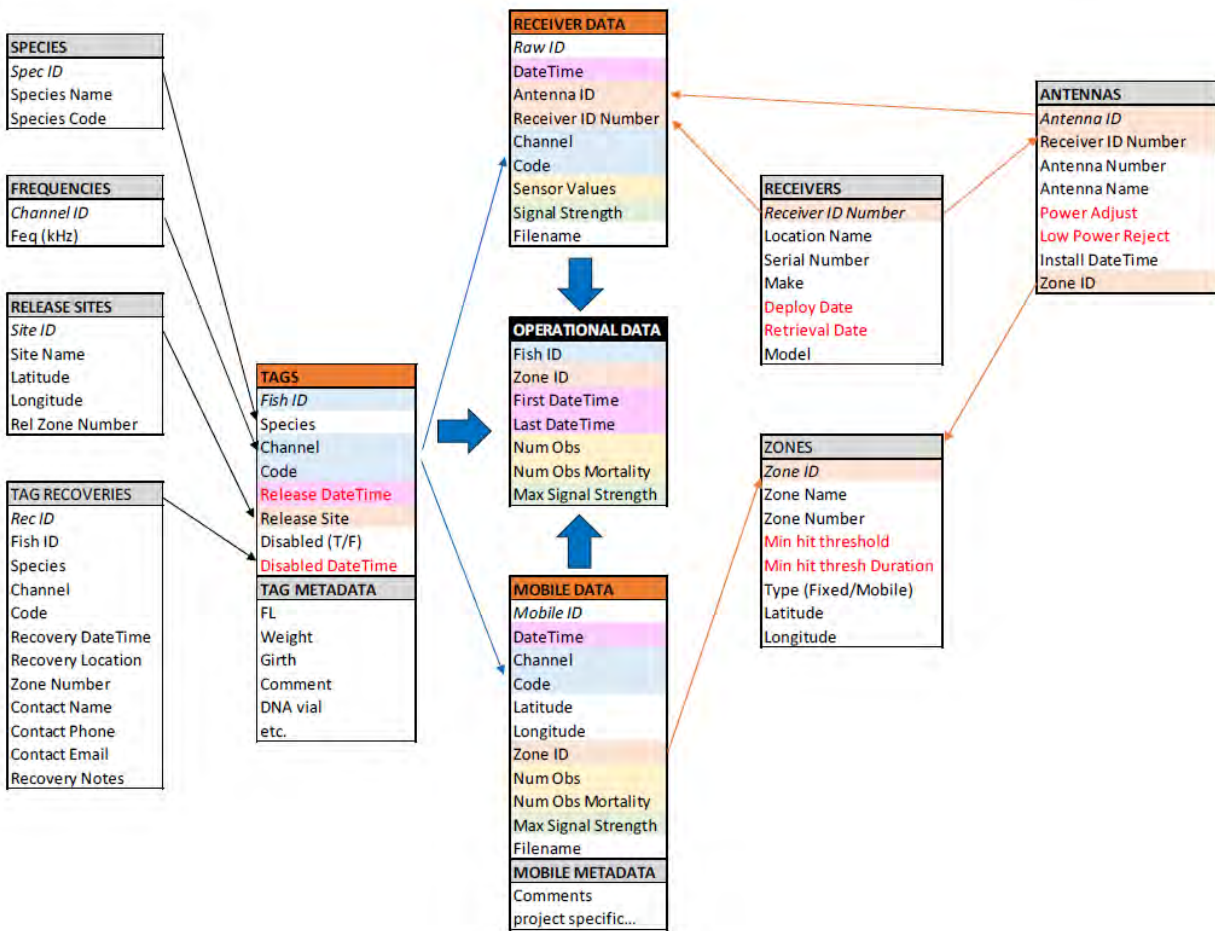 SPECIES
Spec ID
Species Name
Species Code
FREQUENCIES
Channel ID
Feq (kHz)
RELEASE SITES
Site ID
Site Name
Latitude
Longitude
Rel Zone Number
TAG RECOVERIES
Rec ID
Fish ID
Species
Channel
Code
Recovery DateTime
Recovery Location
Zone Number
Contact Name
Contact Phone
Contact Email
Recovery Notes
TAGS
Fish ID
Species
Channel
Code
Release DateTime
Release Site
Disabled (T/F)
Disabled DateTime
TAG METADATA
FL
Weight
Girth
Comment
DNA vial
etc.
RECEIVER DATA
Raw ID
DateTime
Antenna ID
Receiver ID Number
Channel
Code
Sensor Values
Signal Strength
Filename
OPERATIONAL DATA
Fish ID
Zone ID
First DateTime
Last DateTime
Num Obs
Num Obs Mortality
Max Signal Strength
MOBILE DATA
Mobile ID
DateTime
Channel
Code
Latitude
Longitude
Zone ID
Num Obs
Num Obs Mortality
Max Signal Strength
Filename
MOBILE METADATA
Comments
project specific...
RECEIVERS
Receiver ID Number
Location Name
Serial Number
Make
Deploy Date
Retrieval Date
Model
ANTENNAS
Antenna ID
Receiver ID Number
Antenna Number
Antenna Name
Power Adjust
Low Power Reject
Install DateTime
Zone ID
ZONES
Zone ID
Zone Name
Zone Number
Min hit threshold
Min hit thresh Duration
Type (Fixed/Mobile)
Latitude
Longitude